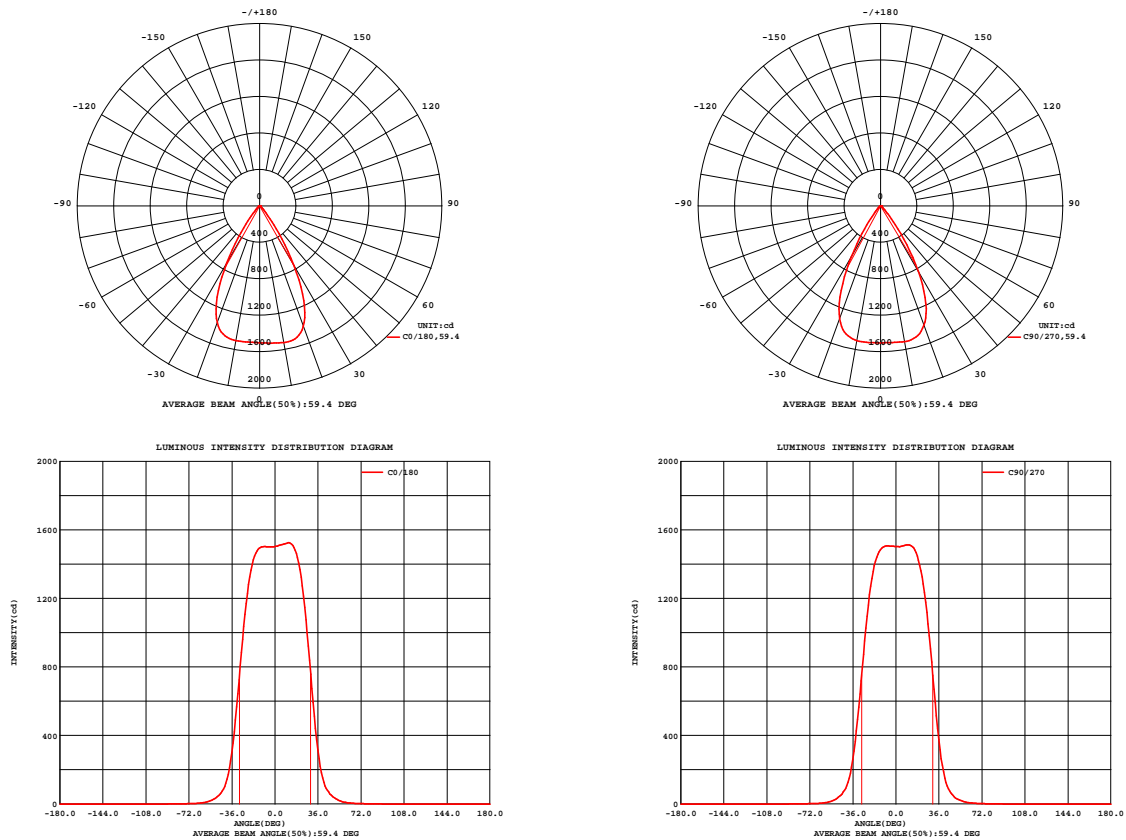 -/+180
-150
150
-120
120
-90
90
-60
60
-30
30
0
0
400
800
1200
1600
2000
UNIT:cd
C0/180,59.4
AVERAGE BEAM ANGLE(50%):59.4 DEG
-/+180
-150
150
-120
120
-90
90
-60
60
-30
30
0
0
400
800
1200
1600
2000
UNIT:cd
C90/270,59.4
AVERAGE BEAM ANGLE(50%):59.4 DEG
LUMINOUS INTENSITY DISTRIBUTION DIAGRAM
C0/180
INTENSITY(cd)
2000
1600
1200
800
400
0
-180.0 -144.0 -108.0 -72.0 -36.0 0.0 36.0 72.0 108.0 144.0 180.0
ANGLE(DEG)
AVERAGE BEAM ANGLE(50%):59.4 DEG
LUMINOUS INTENSITY DISTRIBUTION DIAGRAM
C90/270
INTENSITY(cd)
2000
1600
1200
800
400
0
-180.0 -144.0 -108.0 -72.0 -36.0 0.0 36.0 72.0 108.0 144.0 180.0
ANGLE(DEG)
AVERAGE BEAM ANGLE(50%):59.4 DEG